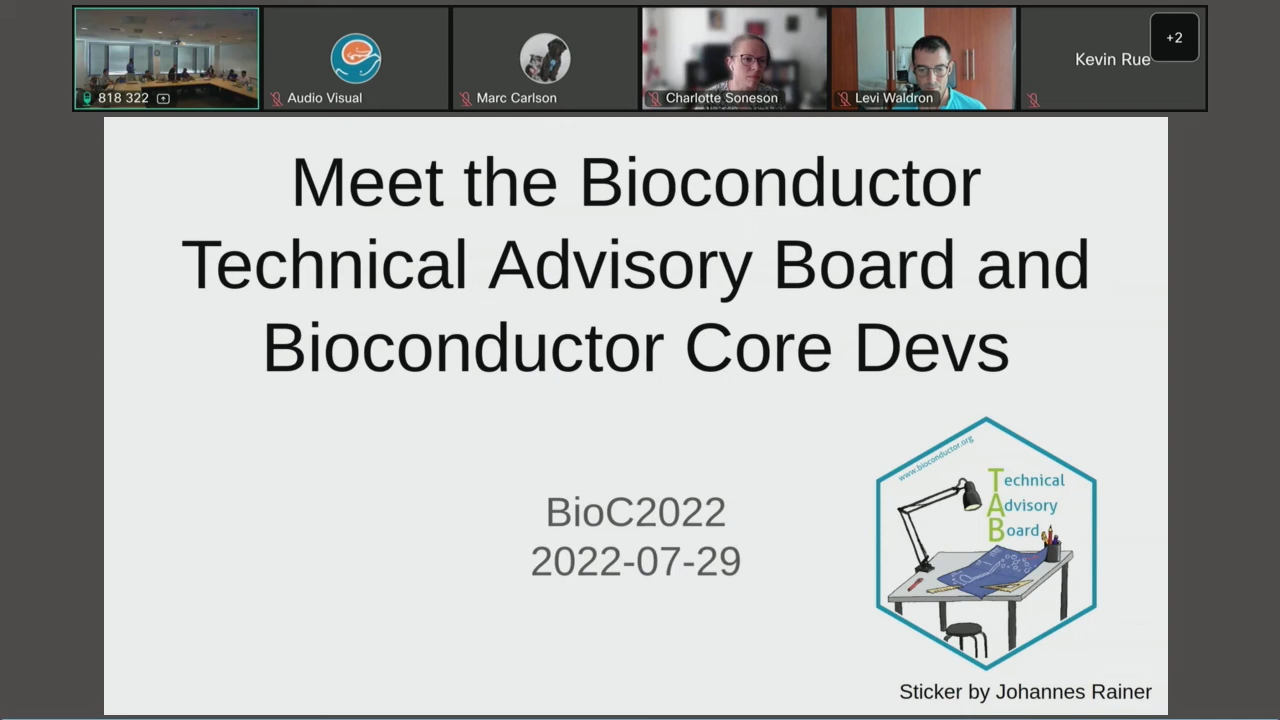 818 322
Audio Visual
Marc Carlson
Charlotte Soneson
Levi Waldron
Kevin Rue
+2
Meet the Bioconductor
Technical Advisory Board and
Bioconductor Core Devs
BioC2022
2022-07-29
www.bioconductor.org
Technical
Advisory
Board
Sticker by Johannes Rainer